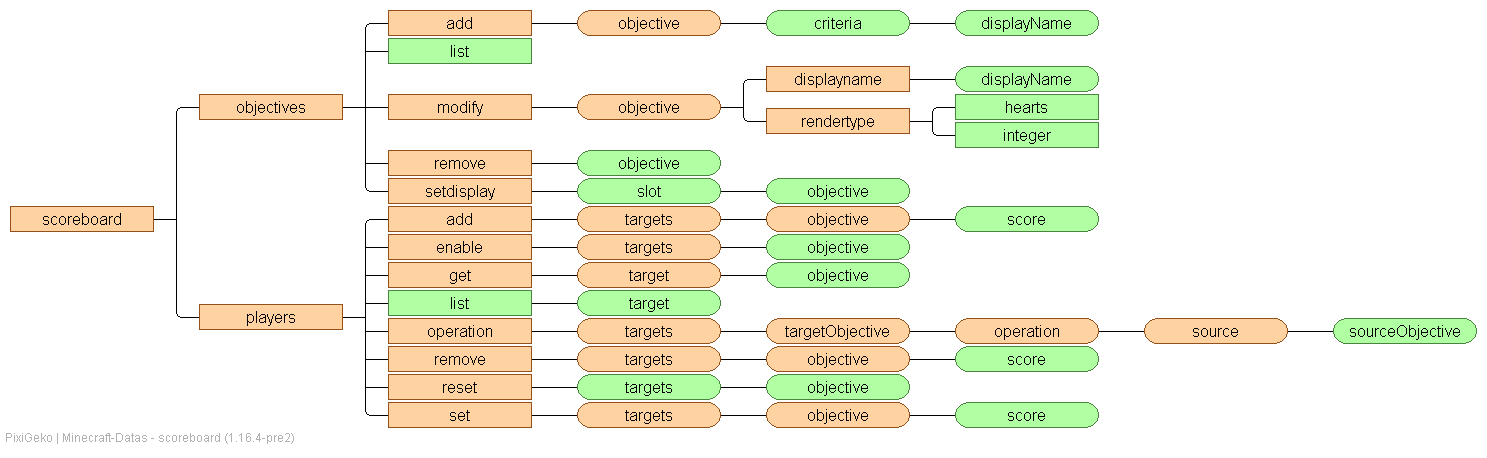 add objective criteria displayName
list
displayname displayName
objectives modify objective hearts
rendertype
integer
remove objective
setdisplay slot objective
scoreboard add targets objective score
enable targets objective
get target objective
list target
players
operation targets targetObjective operation source sourceObjective
remove targets objective score
reset targets objective
set targets objective score
PixiGeko | Minecraft-Datas - scoreboard (1.16.4-pre2)